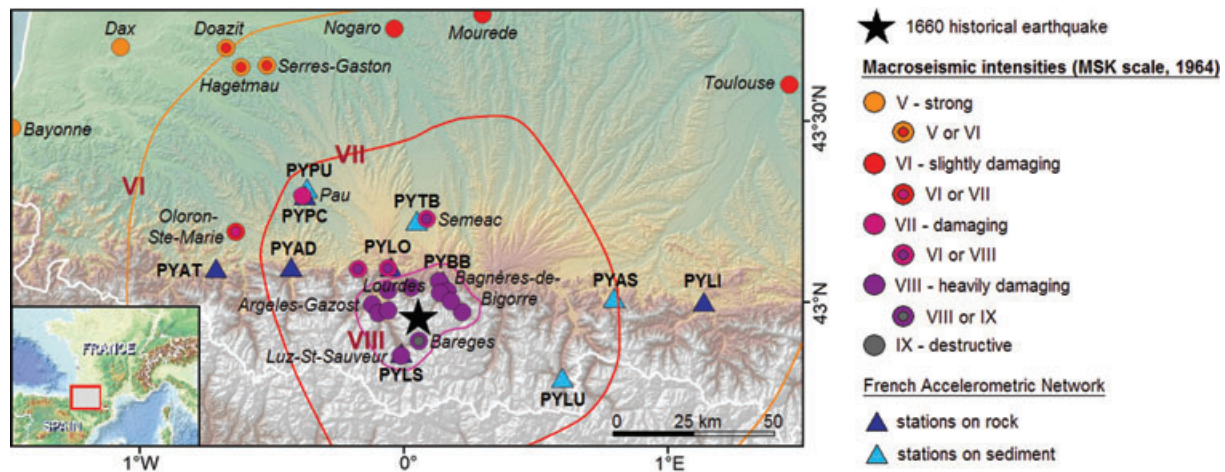 Dax
Doazit
Nogaro
Mourede
Serres-Gaston
Hagetmau
Toulouse
Bayonne
43°30'N
VII
VI
PYPU
Pau
PYPC
PYTB
Semeac
Oloron-
Ste-Marie
PYAT
PYAD
PYLO
PYBB
Lourdes
Bagnères-de-
Bigorre
PYAS
PYLI
43°N
Argeles-Gazost
VIII
Bareges
Luz-St-Sauveur
PYLS
PYLU
FRANCE
SPAIN
0 25 km 50
1°W
0°
1°E
1660 historical earthquake
Macroseismic intensities (MSK scale, 1964)
V - strong
V or VI
VI - slightly damaging
VI or VII
VII - damaging
VI or VIII
VIII - heavily damaging
VIII or IX
IX - destructive
French Accelerometric Network
stations on rock
stations on sediment